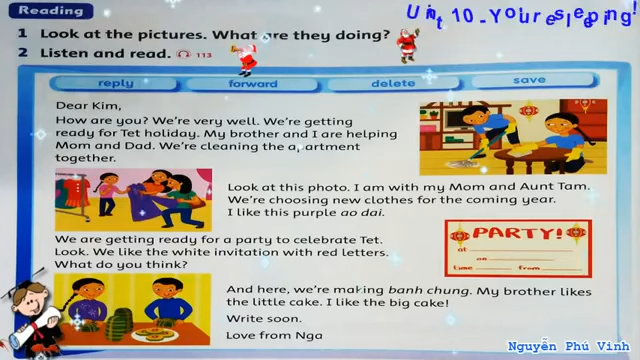 Reading
Unit 10 - You're sleeping!
1 Look at the pictures. What are they doing?
2 Listen and read. 113
reply forward delete save
Dear Kim,
How are you? We're very well. We're getting
ready for Tet holiday. My brother and I are helping
Mom and Dad. We're cleaning the apartment
together.
Look at this photo. I am with my Mom and Aunt Tam.
We're choosing new clothes for the coming year.
I like this purple ao dai.
We are getting ready for a party to celebrate Tet.
Look. We like the white invitation with red letters.
What do you think?
PARTY!
at
on
time from
And here, we're making banh chung. My brother likes
the little cake. I like the big cake!
Write soon.
Love from Nga
Nguyễn Phú Vinh